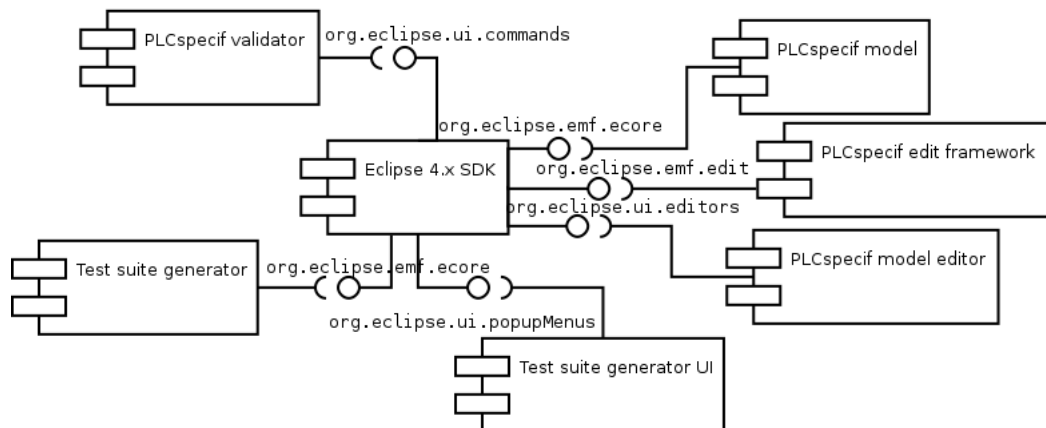 PLCspecif validator
org.eclipse.ui.commands
PLCspecif model
org.eclipse.emf.ecore
PLCspecif edit framework
Eclipse 4.x SDK
org.eclipse.emf.edit
org.eclipse.ui.editors
PLCspecif model editor
Test suite generator
org.eclipse.emf.ecore
org.eclipse.ui.popupMenus
Test suite generator UI